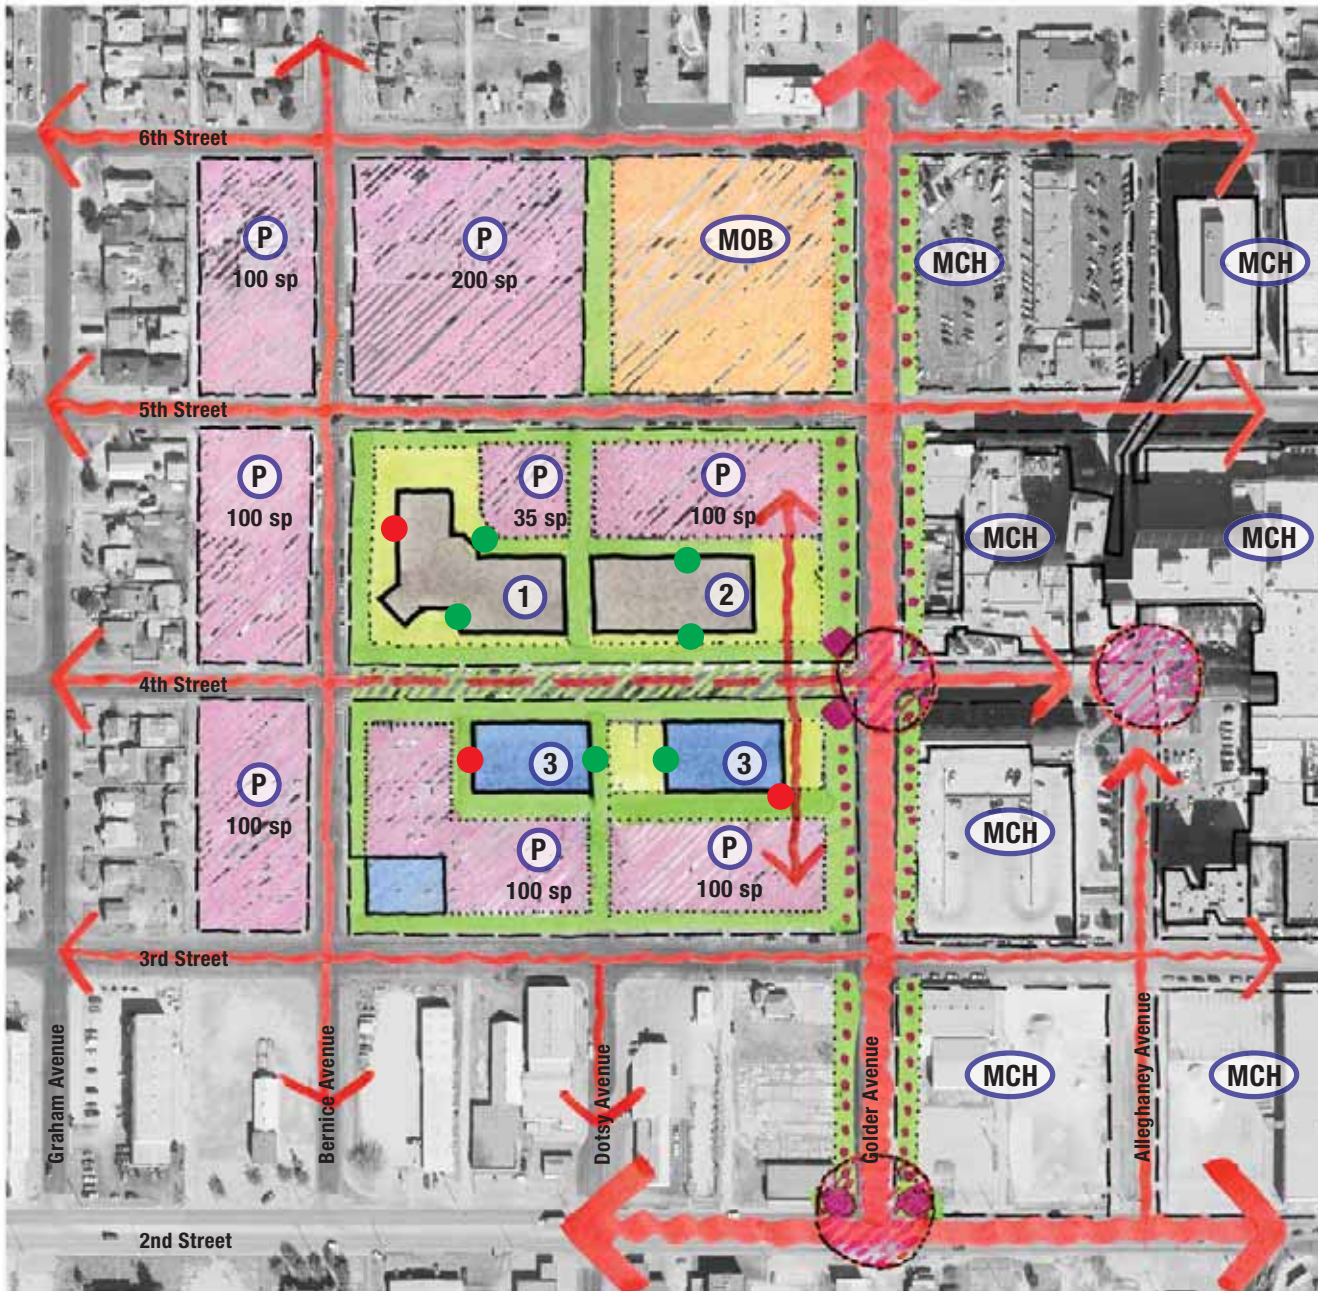 6th Street
P
P
MOB
MCH
MCH
100 sp
200 sp
5th Street
P
P
P
100 sp
35 sp
100 sp
MCH
MCH
1
2
4th Street
3
3
P
100 sp
MCH
P
P
100 sp
100 sp
3rd Street
Graham Avenue
Bernice Avenue
Dotsy Avenue
Golder Avenue
Alleghaney Avenue
MCH
MCH
2nd Street